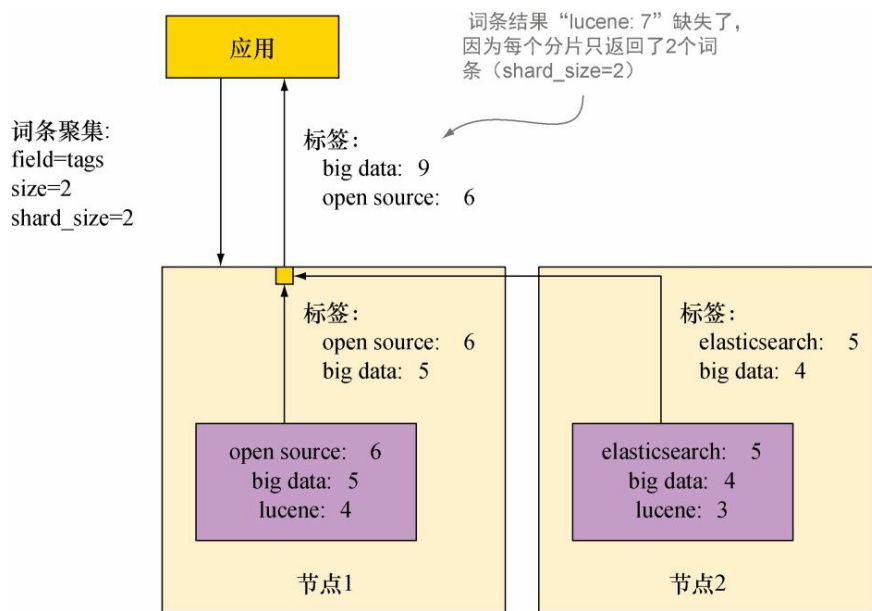 词条结果“lucene: 7”缺失了，
因为每个分片只返回了2个词
条（shard_size=2）
应用
词条聚集:
field=tags
size=2
shard_size=2
标签：
big data: 9
open source: 6
标签：
open source: 6
big data: 5
标签：
elasticsearch: 5
big data: 4
open source: 6
big data: 5
lucene: 4
elasticsearch: 5
big data: 4
lucene: 3
节点1
节点2